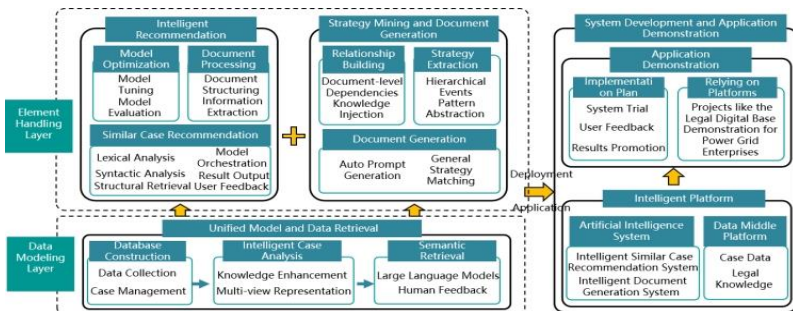 Intelligent
Recommendation
Model
Optimization
Model
Tuning
Model
Evaluation
Document
Processing
Document
Structuring
Information
Extraction
Similar Case Recommendation
Lexical Analysis
Syntactic Analysis
Structural Retrieval
Model
Orchestration
Result Output
User Feedback
Strategy Mining and Document
Generation
Relationship
Building
Document-level
Dependencies
Knowledge
Injection
Strategy
Extraction
Hierarchical
Events
Pattern
Abstraction
Document Generation
Auto Prompt
Generation
General
Strategy
Matching
Element
Handling
Layer
Data
Modeling
Layer
Unified Model and Data Retrieval
Database
Construction
Data Collection
Case Management
Intelligent Case
Analysis
Knowledge Enhancement
Multi-view Representation
Semantic
Retrieval
Large Language Models
Human Feedback
Deployment
Application
System Development and Application
Demonstration
Application
Demonstration
Implementati
on Plan
System Trial
User Feedback
Results Promotion
Relying on
Platforms
Projects like the
Legal Digital Base
Demonstration for
Power Grid
Enterprises
Intelligent Platform
Artificial Intelligence
System
Intelligent Similar Case
Recommendation System
Intelligent Document
Generation System
Data Middle
Platform
Case Data
Legal
Knowledge